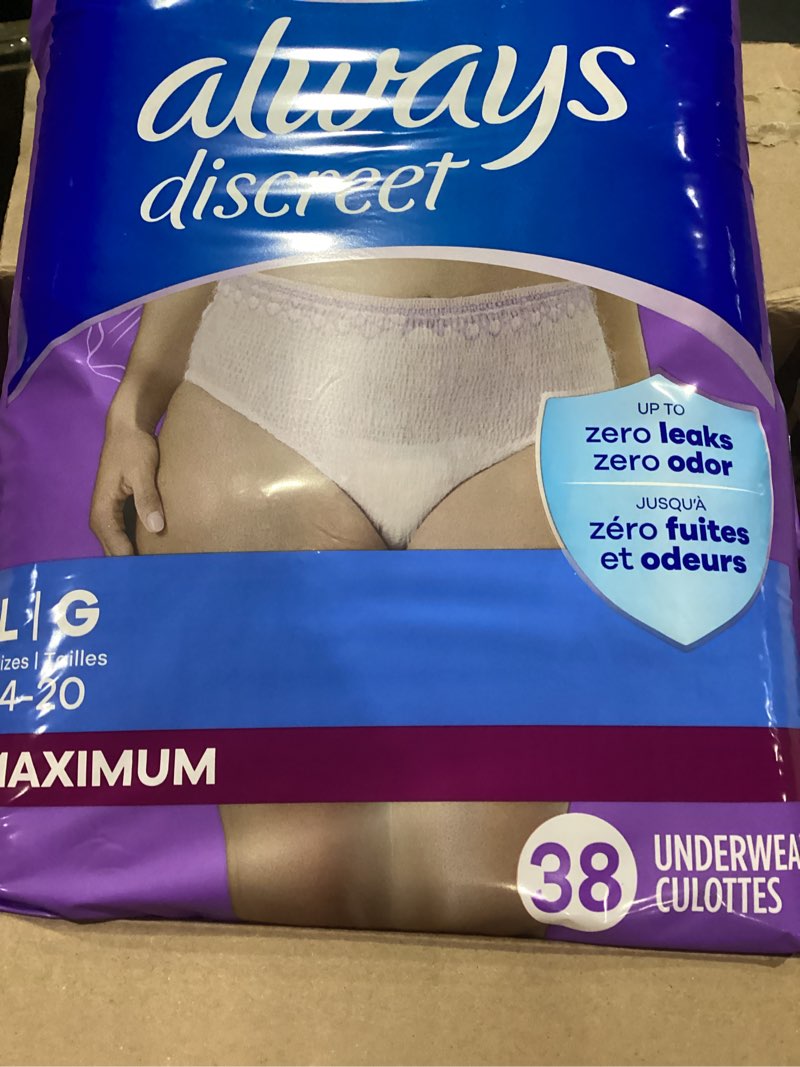 always
discreet
UP TO
zero leaks
zero odor
JUSQU'À
zéro fuites
et odeurs
L | G
izes | Tailles
4-20
MAXIMUM
38
UNDERWEA
CULOTTES